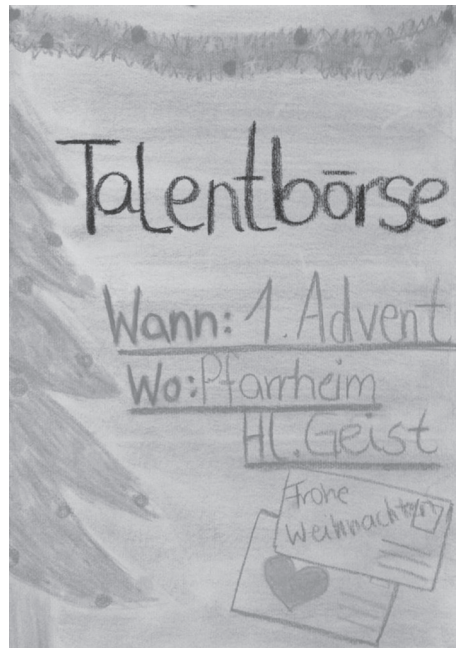 Talentbörse
Wann: 1. Advent
Wo: Pfarrheim
Hl. Geist
Frohe
Weihnachten